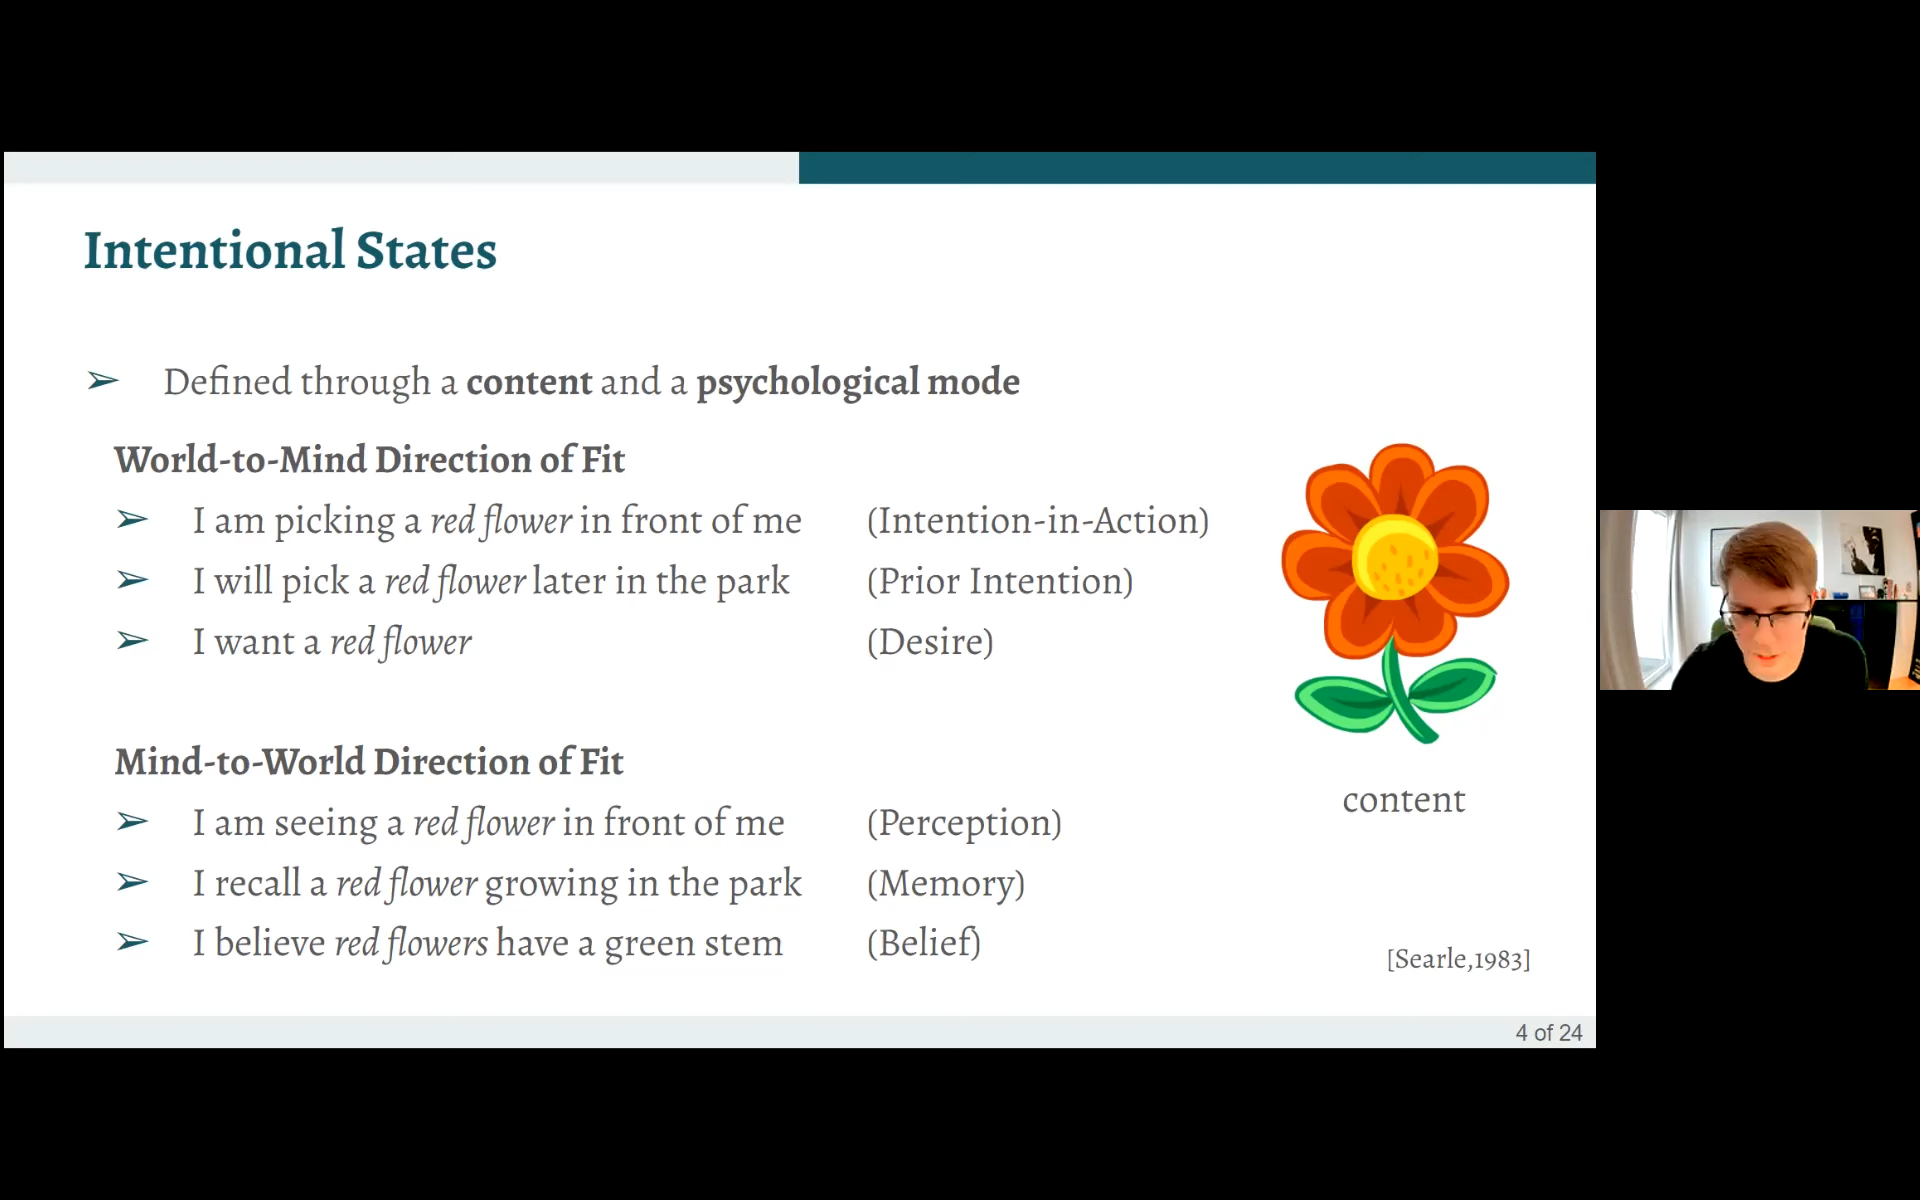 Intentional States
➢ Defined through a content and a psychological mode
World-to-Mind Direction of Fit
➢ I am picking a red flower in front of me (Intention-in-Action)
➢ I will pick a red flower later in the park (Prior Intention)
➢ I want a red flower (Desire)
Mind-to-World Direction of Fit
➢ I am seeing a red flower in front of me (Perception)
➢ I recall a red flower growing in the park (Memory)
➢ I believe red flowers have a green stem (Belief)
content
[Searle,1983]
4 of 24